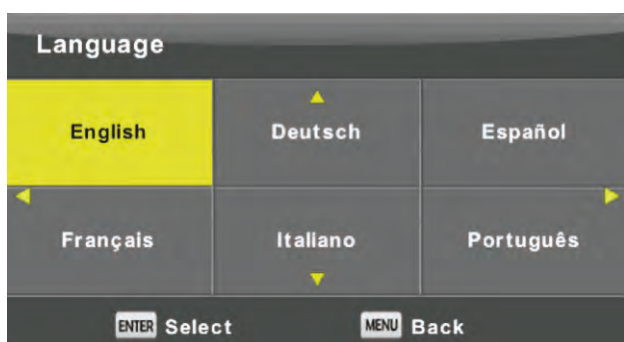 Language
English Deutsch Español
Français Italiano Português
ENTER Select MENU Back